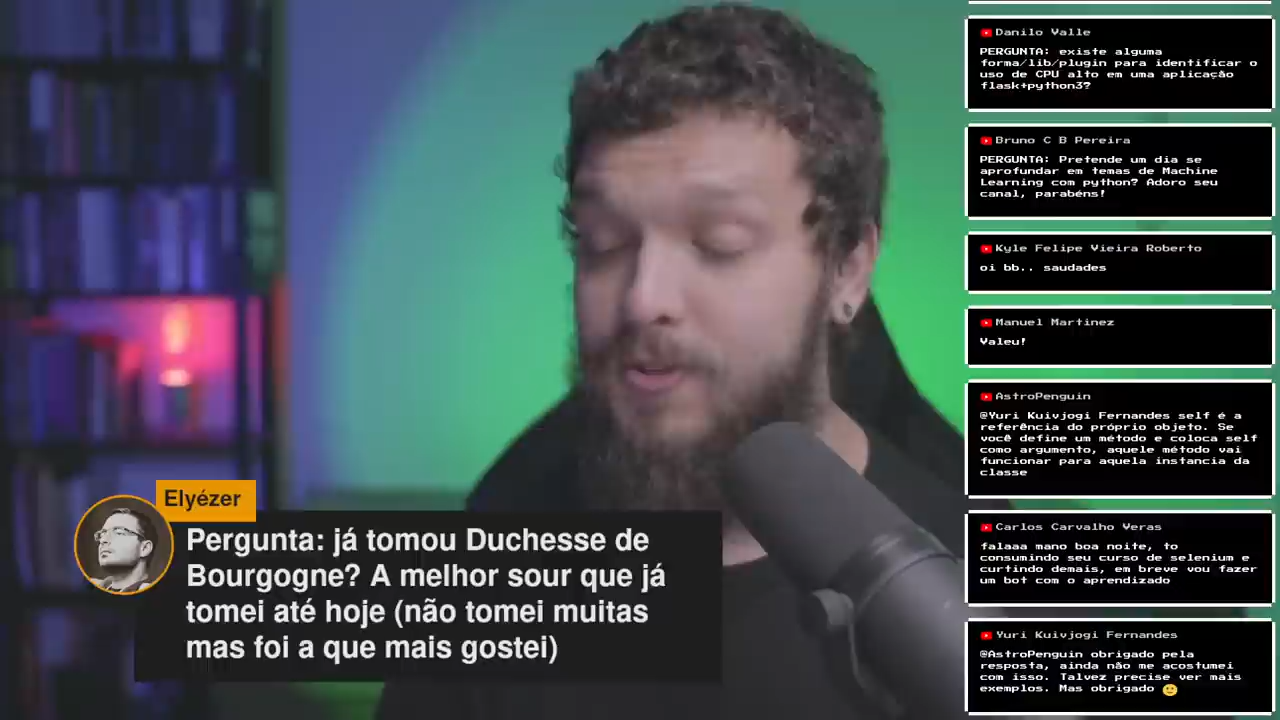 Elyézer
Pergunta: já tomou Duchesse de
Bourgogne? A melhor sour que já
tomei até hoje (não tomei muitas
mas foi a que mais gostei)
Danilo Valle
PERGUNTA: existe alguma
forma/lib/plugin para identificar o
uso de CPU alto em uma aplicação
flask+python3?
Bruno C B Pereira
PERGUNTA: Pretende um dia se
aprofundar em temas de Machine
Learning com python? Adoro seu
canal, parabéns!
Kyle Felipe Vieira Roberto
oi bb.. saudades
Manuel Martinez
Valeu!
AstroPenguin
@Yuri Kuivjogi Fernandes self é a
referência do próprio objeto. Se
você define um método e coloca self
como argumento, aquele método vai
funcionar para aquela instancia da
classe
Carlos Carvalho Veras
falaaa mano boa noite, to
consumindo seu curso de selenium e
curtindo demais, em breve vou fazer
um bot com o aprendizado
Yuri Kuivjogi Fernandes
@AstroPenguin obrigado pela
resposta, ainda não me acostumei
com isso. Talvez precise ver mais
exemplos. Mas obrigado 🙂